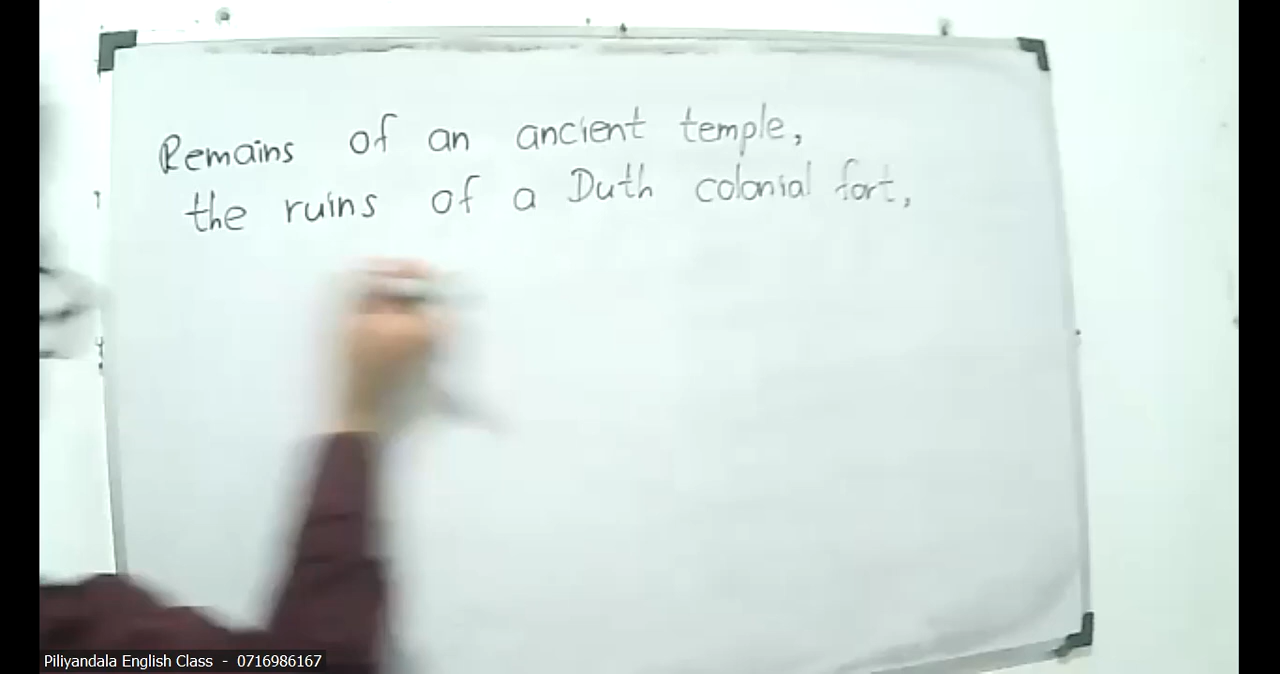 Remains of an ancient temple,
the ruins of a Duth colonial fort,
Piliyandala English Class - 0716986167